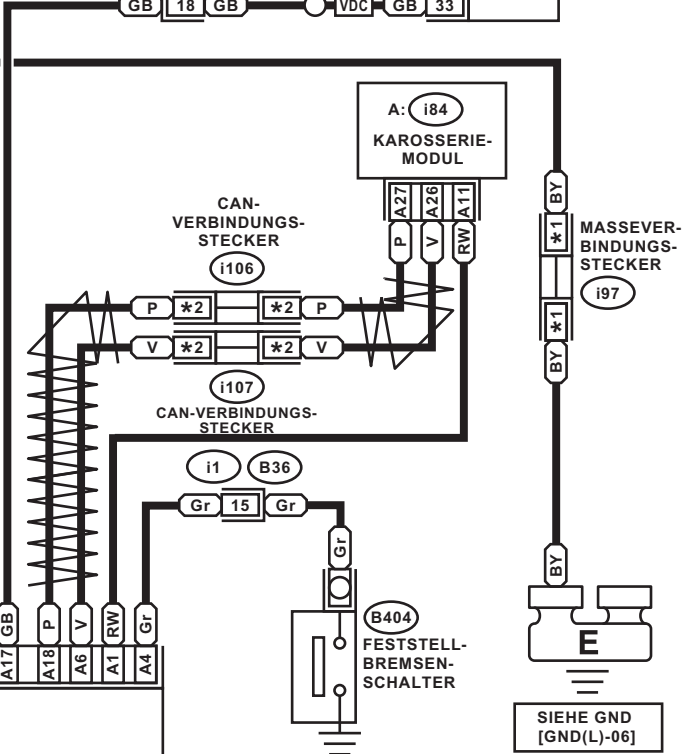 GB 18 GB VDC GB 33
A: i84
KAROSSERIE-
MODUL
A27 A26 A11
P V RW
BY
*1
MASSEVER-
BINDUNGS-
STECKER
i97
*1
BY
CAN-
VERBINDUNGS-
STECKER
i106
P *2 *2 P
V *2 *2 V
i107
CAN-VERBINDUNGS-
STECKER
i1 B36
Gr 15 Gr
Gr
BY
B404
FESTSTELL-
BREMSEN-
SCHALTER
GB P V RW Gr
A17 A18 A6 A1 A4
E
SIEHE GND
[GND(L)-06]